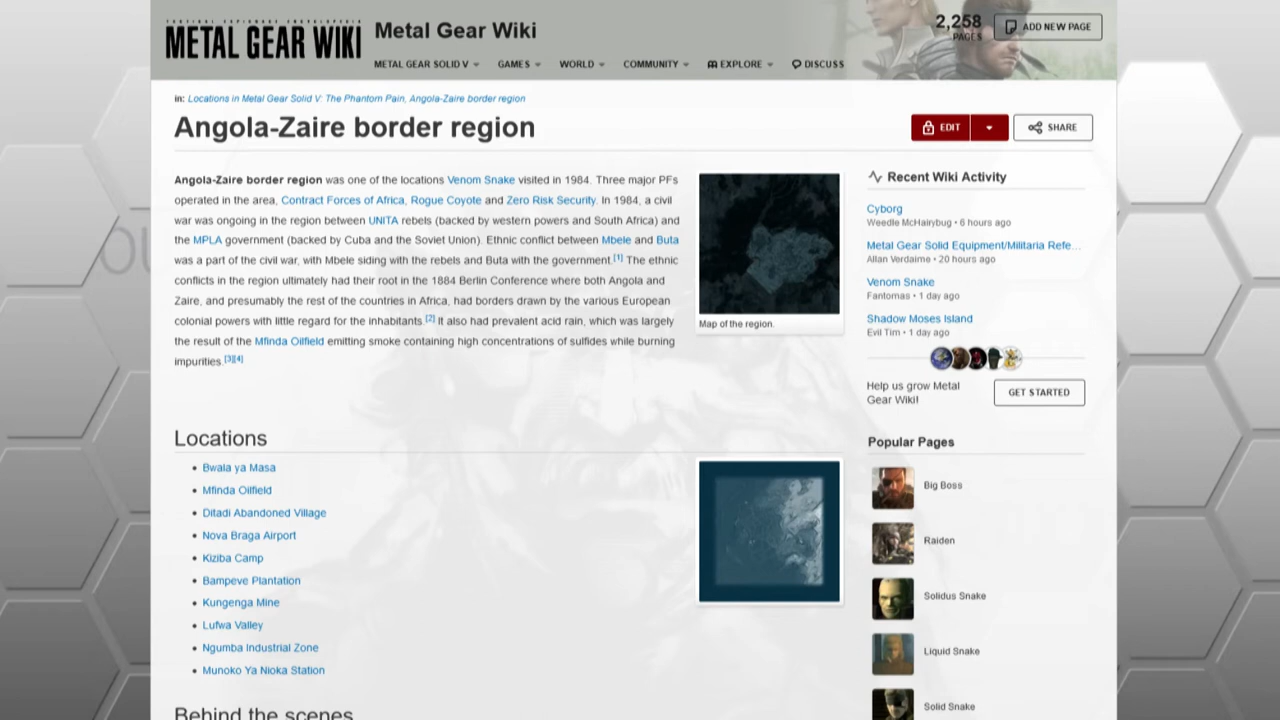 TACTICAL ESPIONAGE ENCYCLOPEDIA
METAL GEAR WIKI
Metal Gear Wiki
2,258
PAGES
ADD NEW PAGE
METAL GEAR SOLID V
GAMES
WORLD
COMMUNITY
EXPLORE
DISCUSS
in: Locations in Metal Gear Solid V: The Phantom Pain, Angola-Zaire border region
Angola-Zaire border region
EDIT
SHARE
Angola-Zaire border region was one of the locations Venom Snake visited in 1984. Three major PFs
operated in the area, Contract Forces of Africa, Rogue Coyote and Zero Risk Security. In 1984, a civil
war was ongoing in the region between UNITA rebels (backed by western powers and South Africa) and
the MPLA government (backed by Cuba and the Soviet Union). Ethnic conflict between Mbele and Buta
was a part of the civil war, with Mbele siding with the rebels and Buta with the government.[1] The ethnic
conflicts in the region ultimately had their root in the 1884 Berlin Conference where both Angola and
Zaire, and presumably the rest of the countries in Africa, had borders drawn by the various European
colonial powers with little regard for the inhabitants.[2] It also had prevalent acid rain, which was largely
the result of the Mfinda Oilfield emitting smoke containing high concentrations of sulfides while burning
impurities.[3][4]
Map of the region.
Recent Wiki Activity
Cyborg
Weedle McHairybug • 6 hours ago
Metal Gear Solid Equipment/Militaria Refe...
Allan Verdaime • 20 hours ago
Venom Snake
Fantomas • 1 day ago
Shadow Moses Island
Evil Tim • 1 day ago
Help us grow Metal
Gear Wiki!
GET STARTED
Locations
• Bwala ya Masa
• Mfinda Oilfield
• Ditadi Abandoned Village
• Nova Braga Airport
• Kiziba Camp
• Bampeve Plantation
• Kungenga Mine
• Lufwa Valley
• Ngumba Industrial Zone
• Munoko Ya Nioka Station
Popular Pages
Big Boss
Raiden
Solidus Snake
Liquid Snake
Solid Snake
Behind the scenes